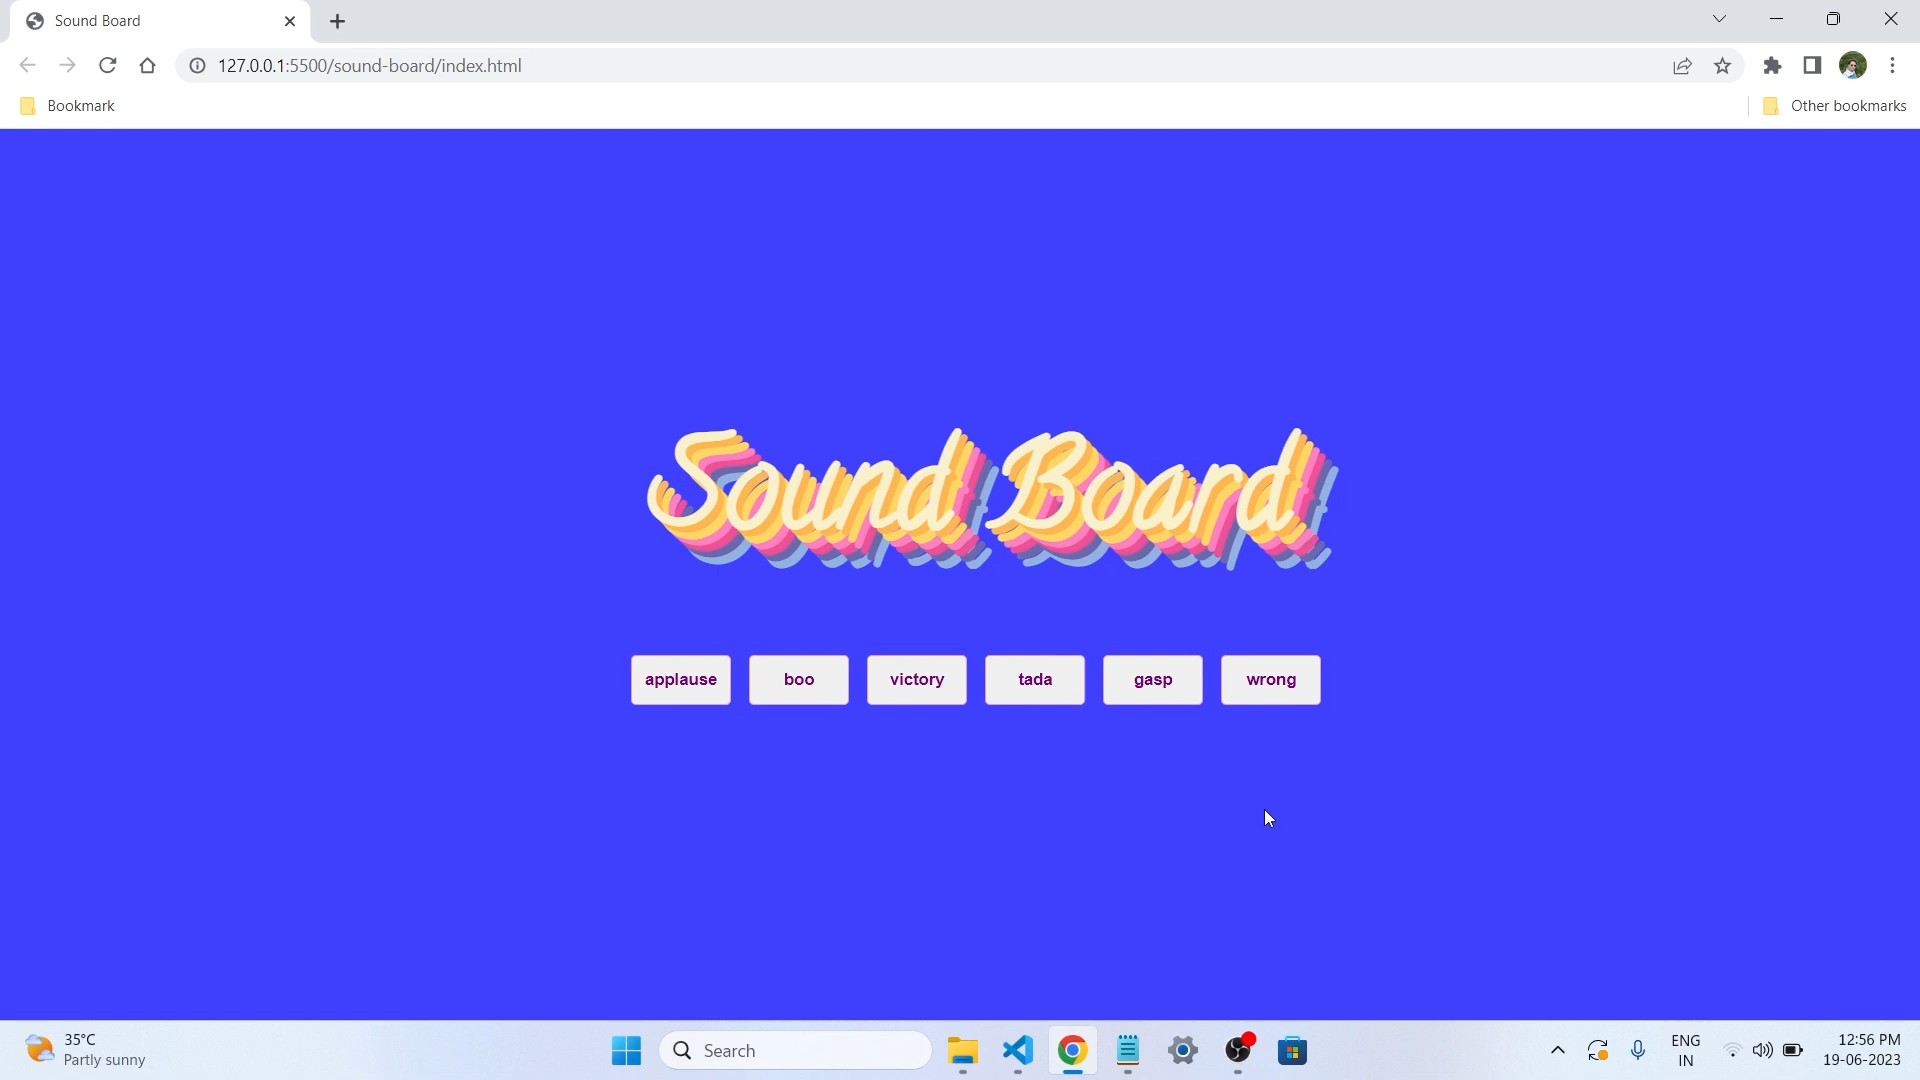 Sound Board
127.0.0.1:5500/sound-board/index.html
Bookmark
Other bookmarks
Sound Board
applause
boo
victory
tada
gasp
wrong
35°C
Partly sunny
Search
ENG
IN
12:56 PM
19-06-2023